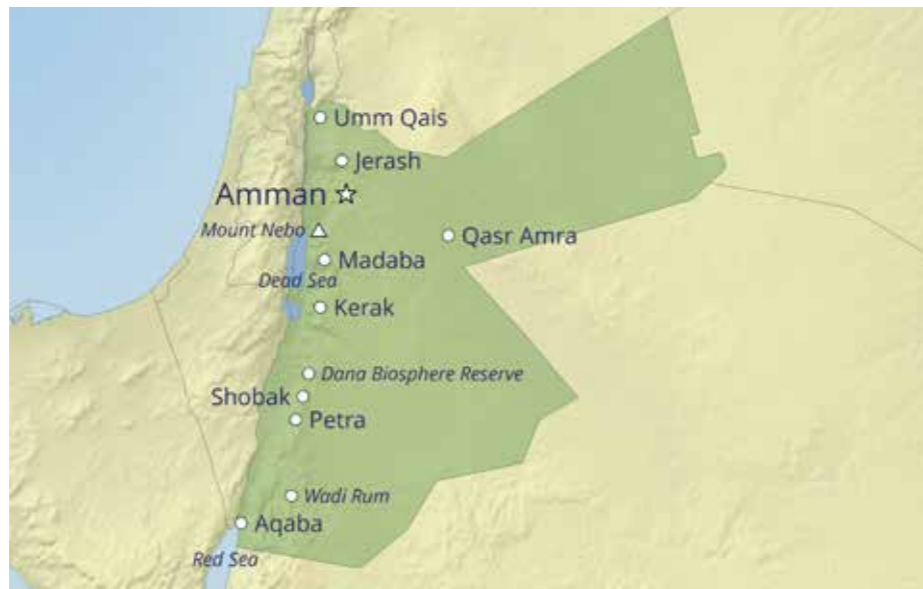 Umm Qais
Jerash
Amman
Mount Nebo
Qasr Amra
Madaba
Dead Sea
Kerak
Dana Biosphere Reserve
Shobak
Petra
Wadi Rum
Aqaba
Red Sea